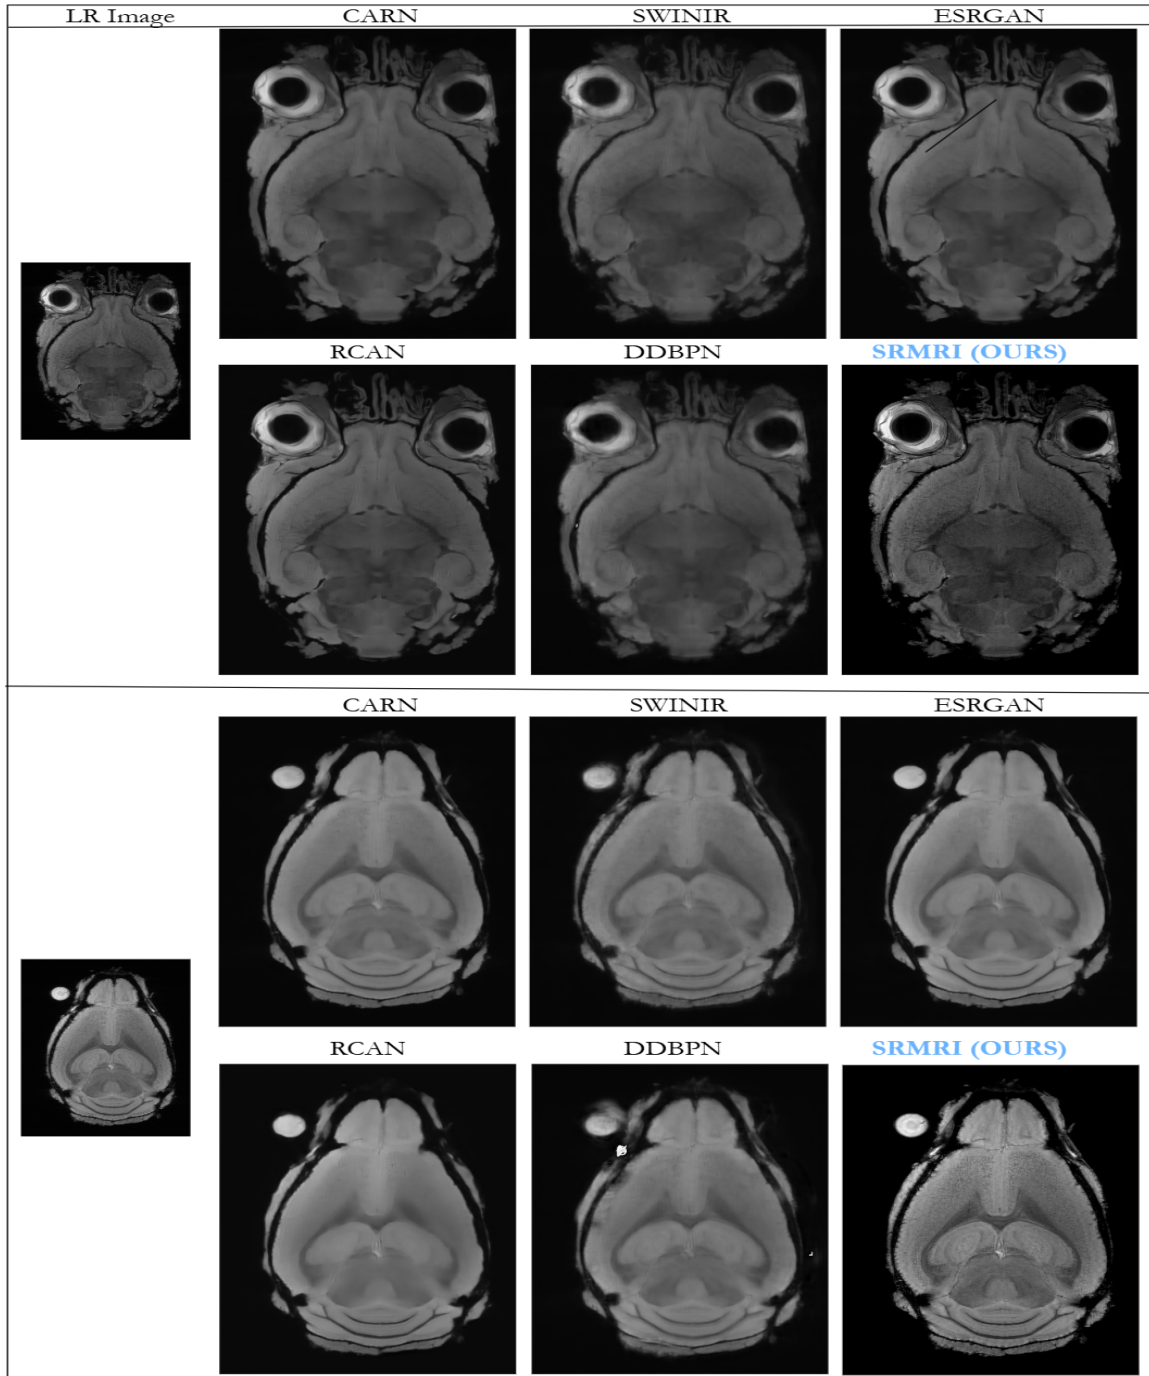 LR Image CARN SWINIR ESRGAN
RCAN DDBPN SRMRI (OURS)
CARN SWINIR ESRGAN
RCAN DDBPN SRMRI (OURS)